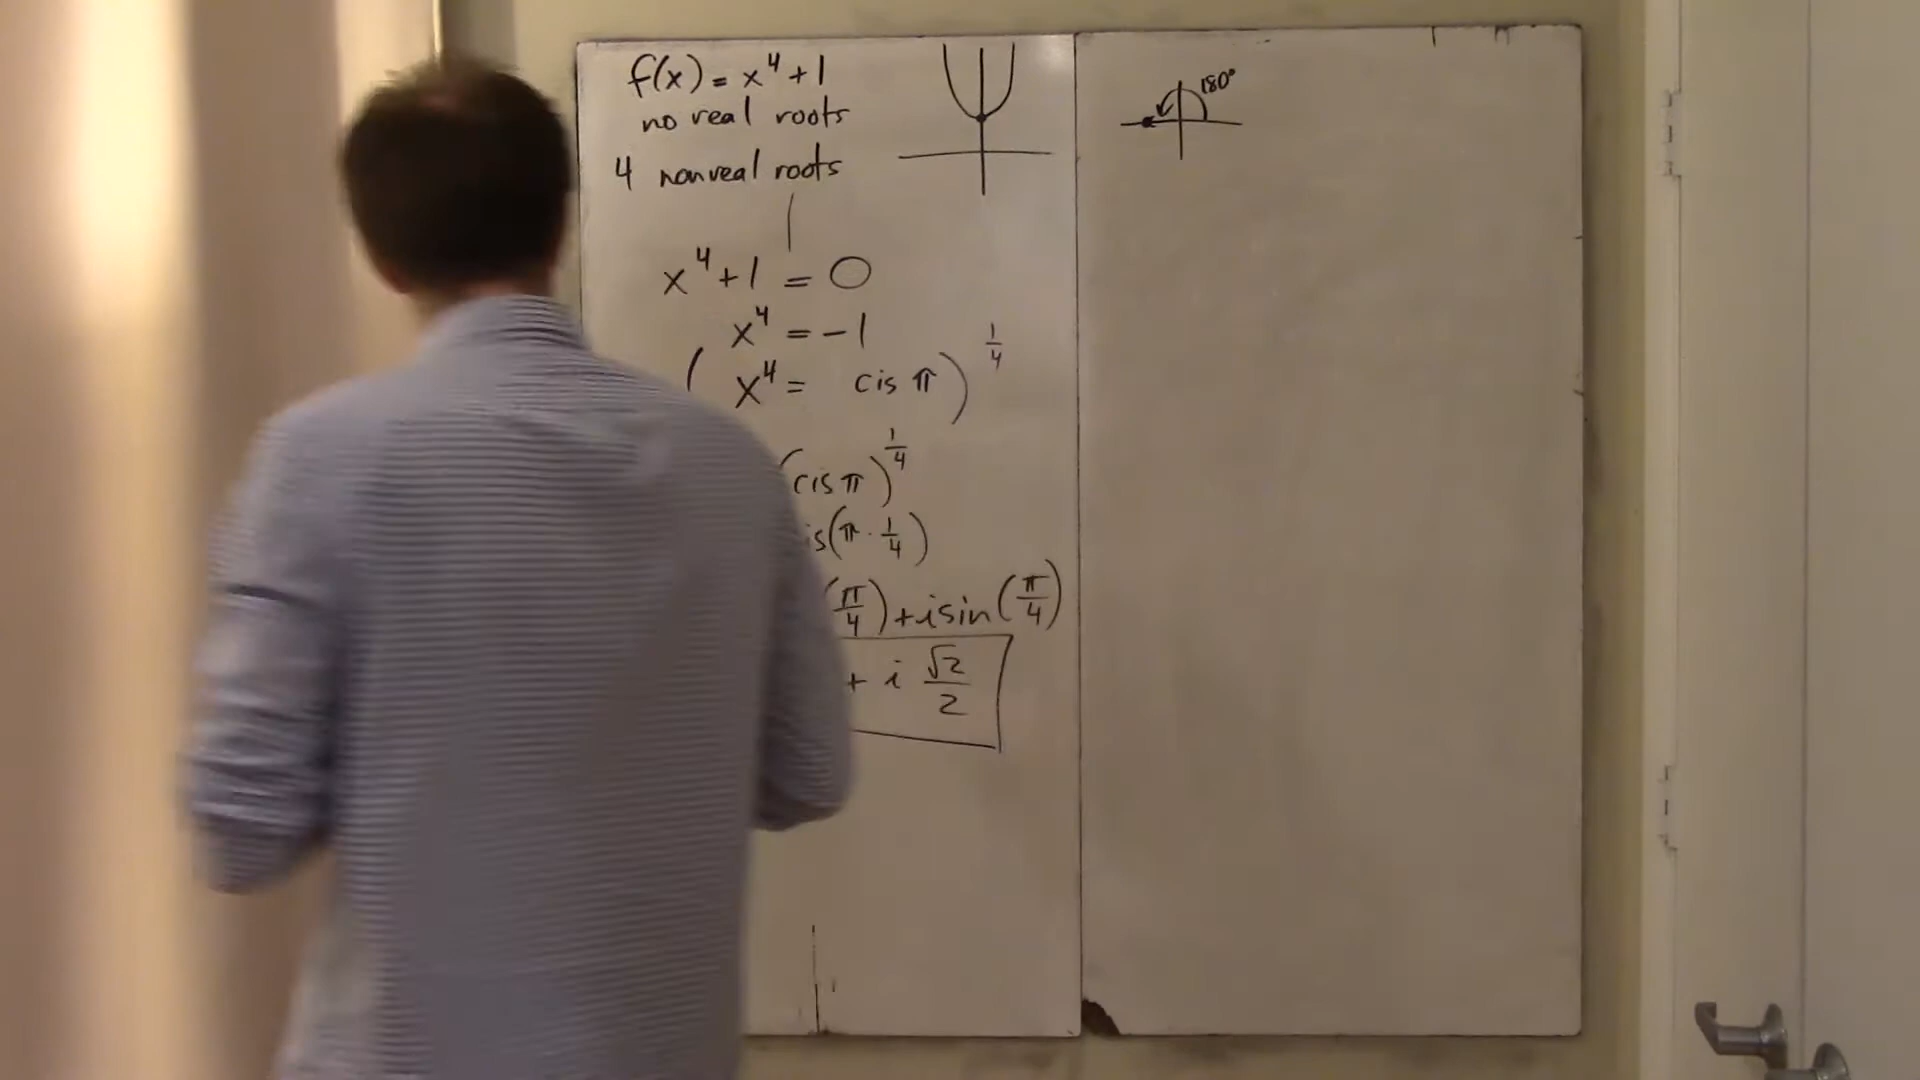 f(x) = x⁴ + 1
no real roots
4 nonreal roots
x⁴ + 1 = 0
x⁴ = -1
( x⁴ = cis π )^(1/4)
(cis π)^(1/4)
is(π · 1/4)
(π/4) + i sin(π/4)
+ i √2/2
180°